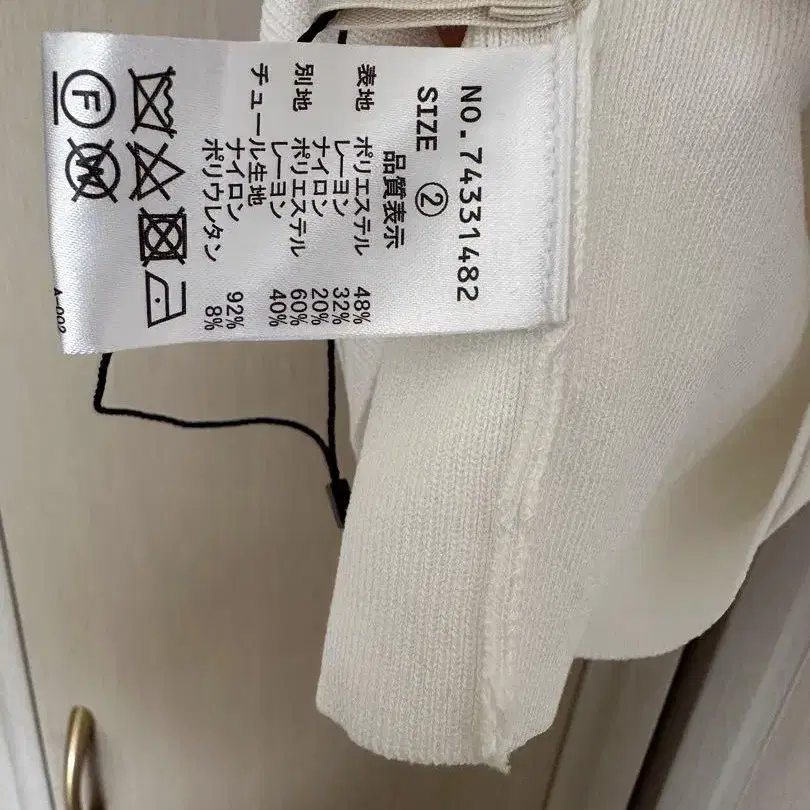 NO.74331482
SIZE ②
品質表示
表地 ポリエステル 48%
レーヨン 32%
ナイロン 20%
別地 ポリエステル 60%
レーヨン 40%
チュール生地
ナイロン 92%
ポリウレタン 8%
F
W